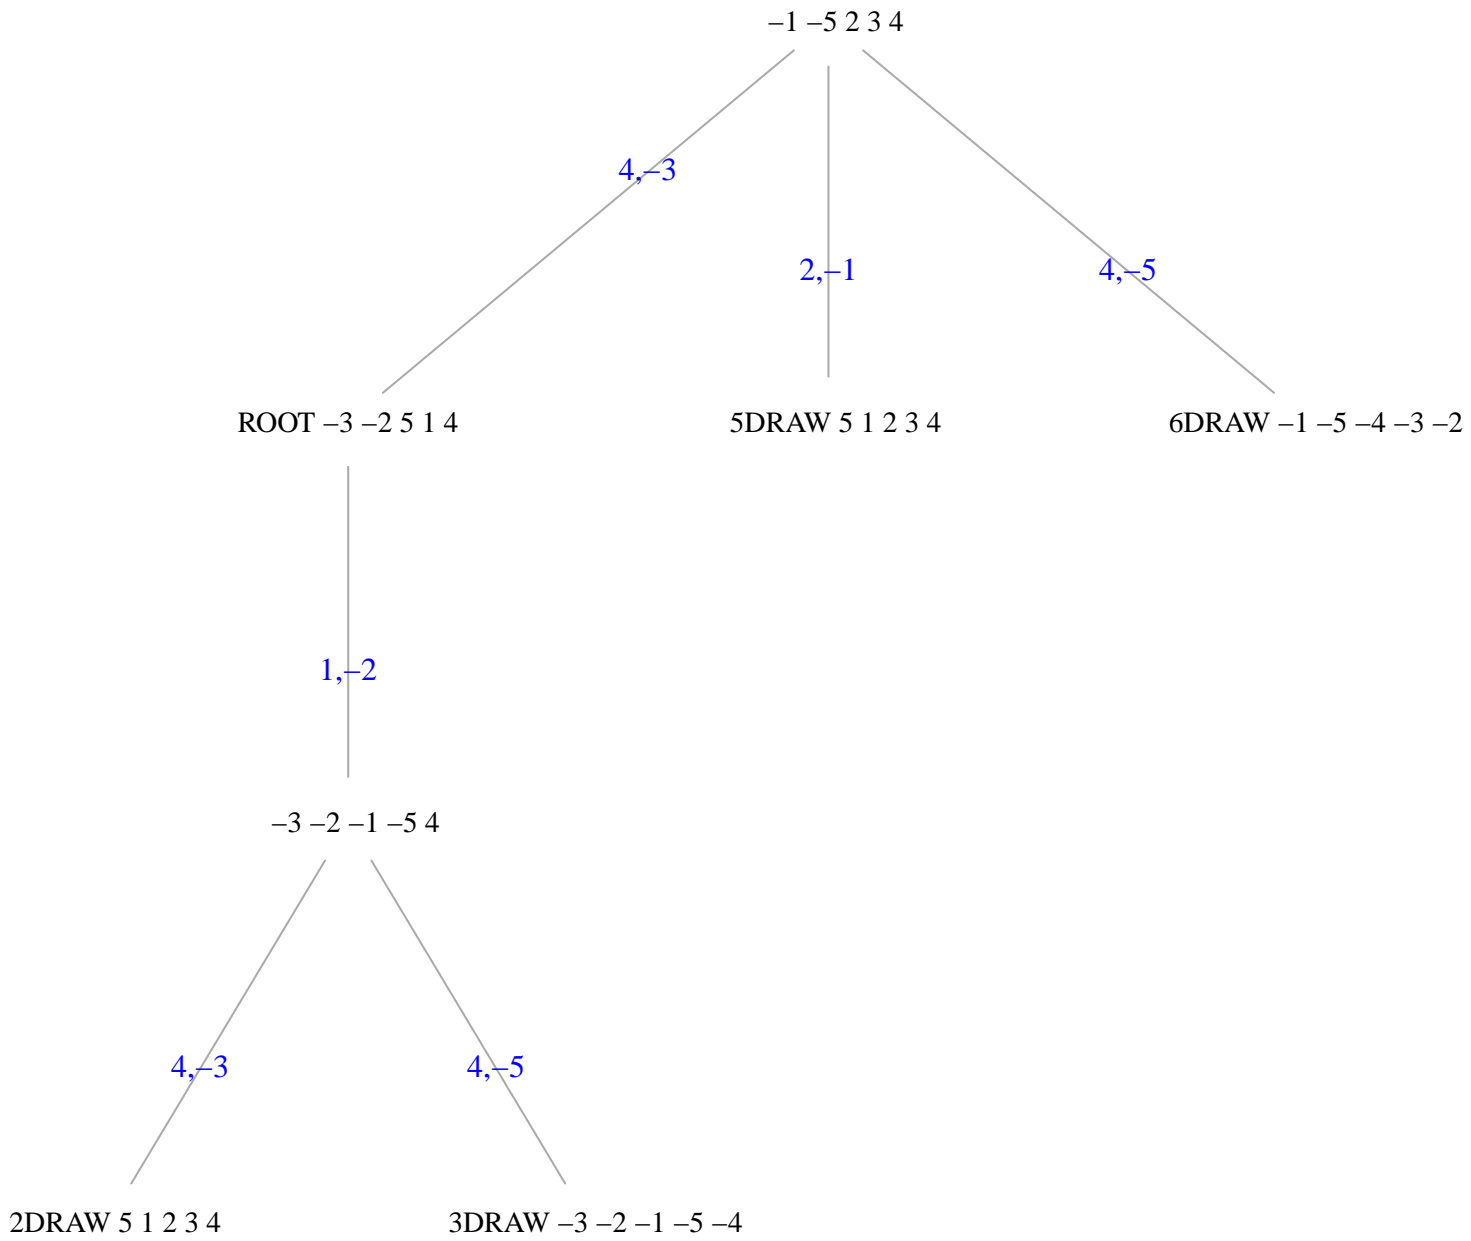 –1 –5 2 3 4
4,–3
2,–1
4,–5
ROOT –3 –2 5 1 4
5DRAW 5 1 2 3 4
6DRAW –1 –5 –4 –3 –2
1,–2
–3 –2 –1 –5 4
4,–3
4,–5
2DRAW 5 1 2 3 4
3DRAW –3 –2 –1 –5 –4